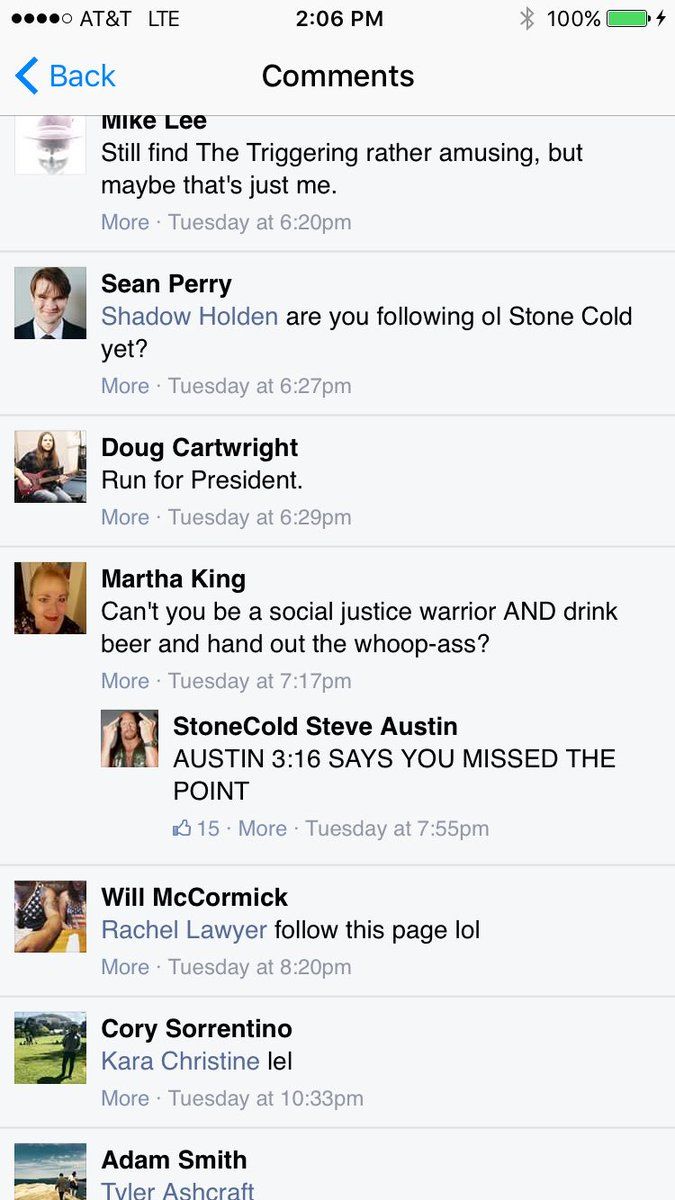 AT&T LTE 2:06 PM 100%
Back Comments
Mike Lee
Still find The Triggering rather amusing, but
maybe that's just me.
More · Tuesday at 6:20pm
Sean Perry
Shadow Holden are you following ol Stone Cold
yet?
More · Tuesday at 6:27pm
Doug Cartwright
Run for President.
More · Tuesday at 6:29pm
Martha King
Can't you be a social justice warrior AND drink
beer and hand out the whoop-ass?
More · Tuesday at 7:17pm
StoneCold Steve Austin
AUSTIN 3:16 SAYS YOU MISSED THE
POINT
15 · More · Tuesday at 7:55pm
Will McCormick
Rachel Lawyer follow this page lol
More · Tuesday at 8:20pm
Cory Sorrentino
Kara Christine lel
More · Tuesday at 10:33pm
Adam Smith
Tyler Ashcraft